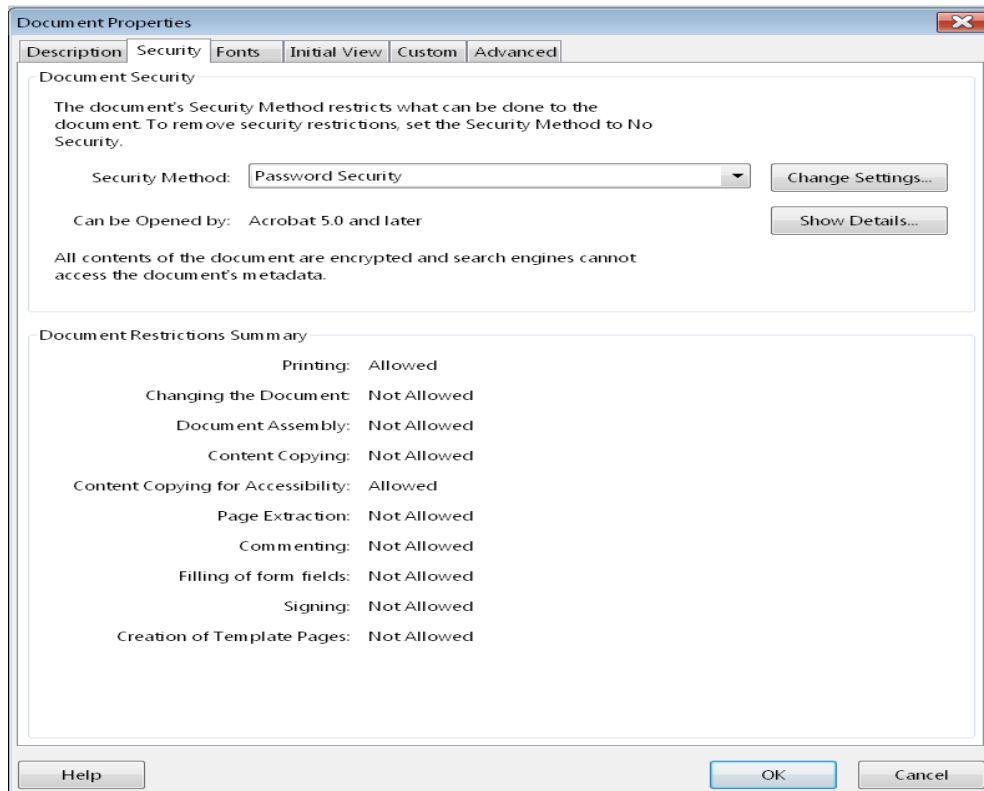 Document Properties
Description Security Fonts Initial View Custom Advanced
Document Security
The document's Security Method restricts what can be done to the
document. To remove security restrictions, set the Security Method to No
Security.
Security Method: Password Security Change Settings...
Can be Opened by: Acrobat 5.0 and later Show Details...
All contents of the document are encrypted and search engines cannot
access the document's metadata.
Document Restrictions Summary
Printing: Allowed
Changing the Document: Not Allowed
Document Assembly: Not Allowed
Content Copying: Not Allowed
Content Copying for Accessibility: Allowed
Page Extraction: Not Allowed
Commenting: Not Allowed
Filling of form fields: Not Allowed
Signing: Not Allowed
Creation of Template Pages: Not Allowed
Help OK Cancel